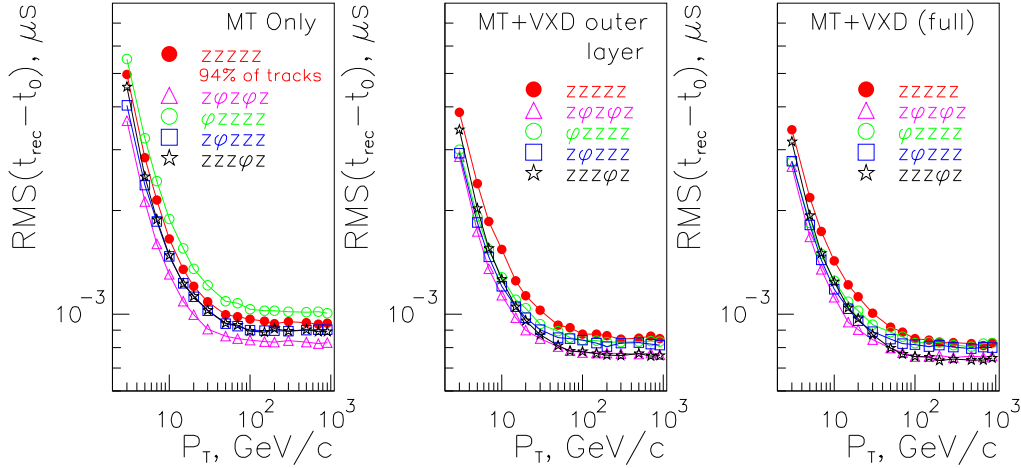 MT Only
RMS(t_rec−t_0), μs
10^−3
zzzzz
94% of tracks
zφzφz
φzzzz
zφzzz
zzzφz
10 10^2 10^3
P_T, GeV/c
MT+VXD outer
layer
RMS(t_rec−t_0), μs
10^−3
zzzzz
zφzφz
φzzzz
zφzzz
zzzφz
10 10^2 10^3
P_T, GeV/c
MT+VXD (full)
RMS(t_rec−t_0), μs
10^−3
zzzzz
zφzφz
φzzzz
zφzzz
zzzφz
10 10^2 10^3
P_T, GeV/c